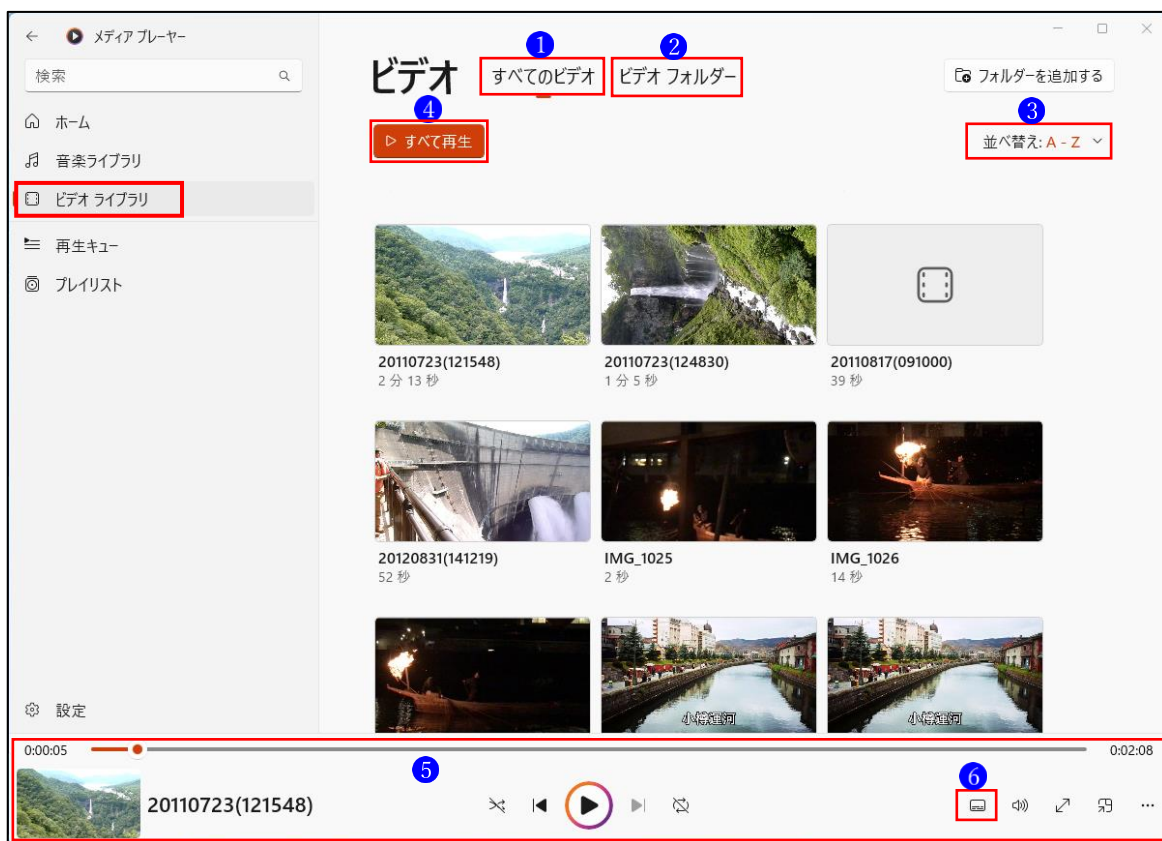 メディア プレーヤー
検索
ホーム
音楽ライブラリ
ビデオ ライブラリ
再生キュー
プレイリスト
設定
1
2
ビデオ
すべてのビデオ
ビデオ フォルダー
フォルダーを追加する
4
3
すべて再生
並べ替え: A - Z
20110723(121548)
2 分 13 秒
20110723(124830)
1 分 5 秒
20110817(091000)
39 秒
20120831(141219)
52 秒
IMG_1025
2 秒
IMG_1026
14 秒
小樽運河
小樽運河
0:00:05
0:02:08
5
6
20110723(121548)